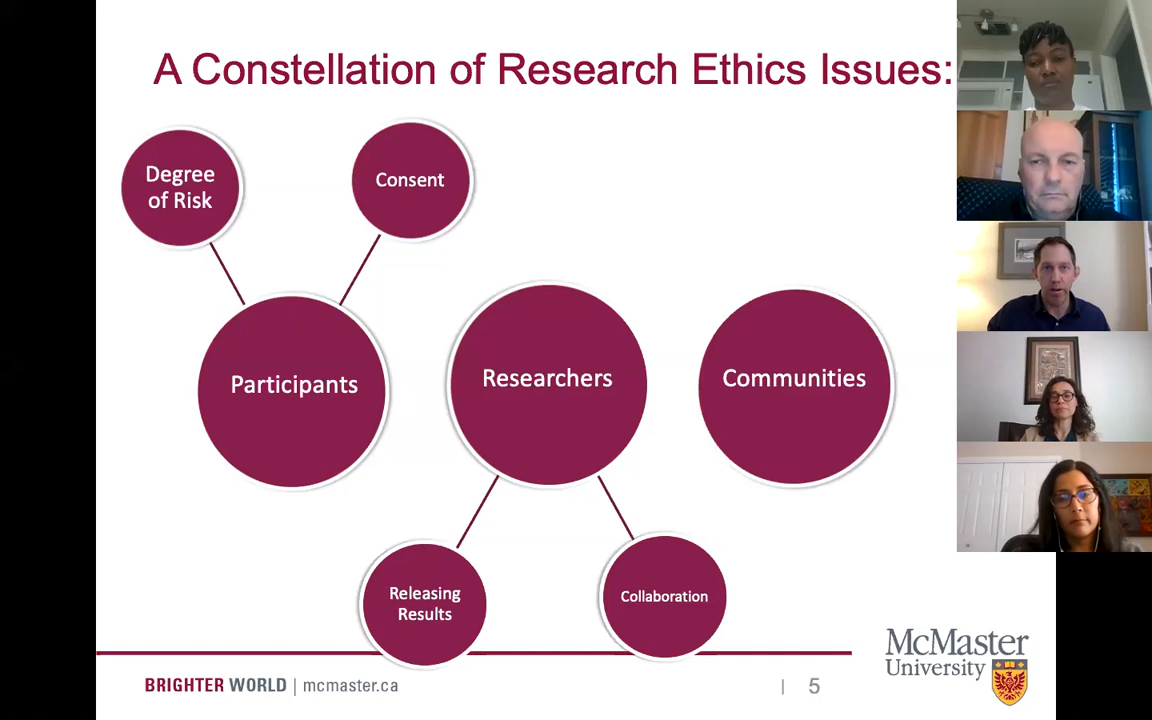 A Constellation of Research Ethics Issues:
Degree
of Risk
Consent
Participants
Researchers
Communities
Releasing
Results
Collaboration
BRIGHTER WORLD | mcmaster.ca
| 5
McMaster
University